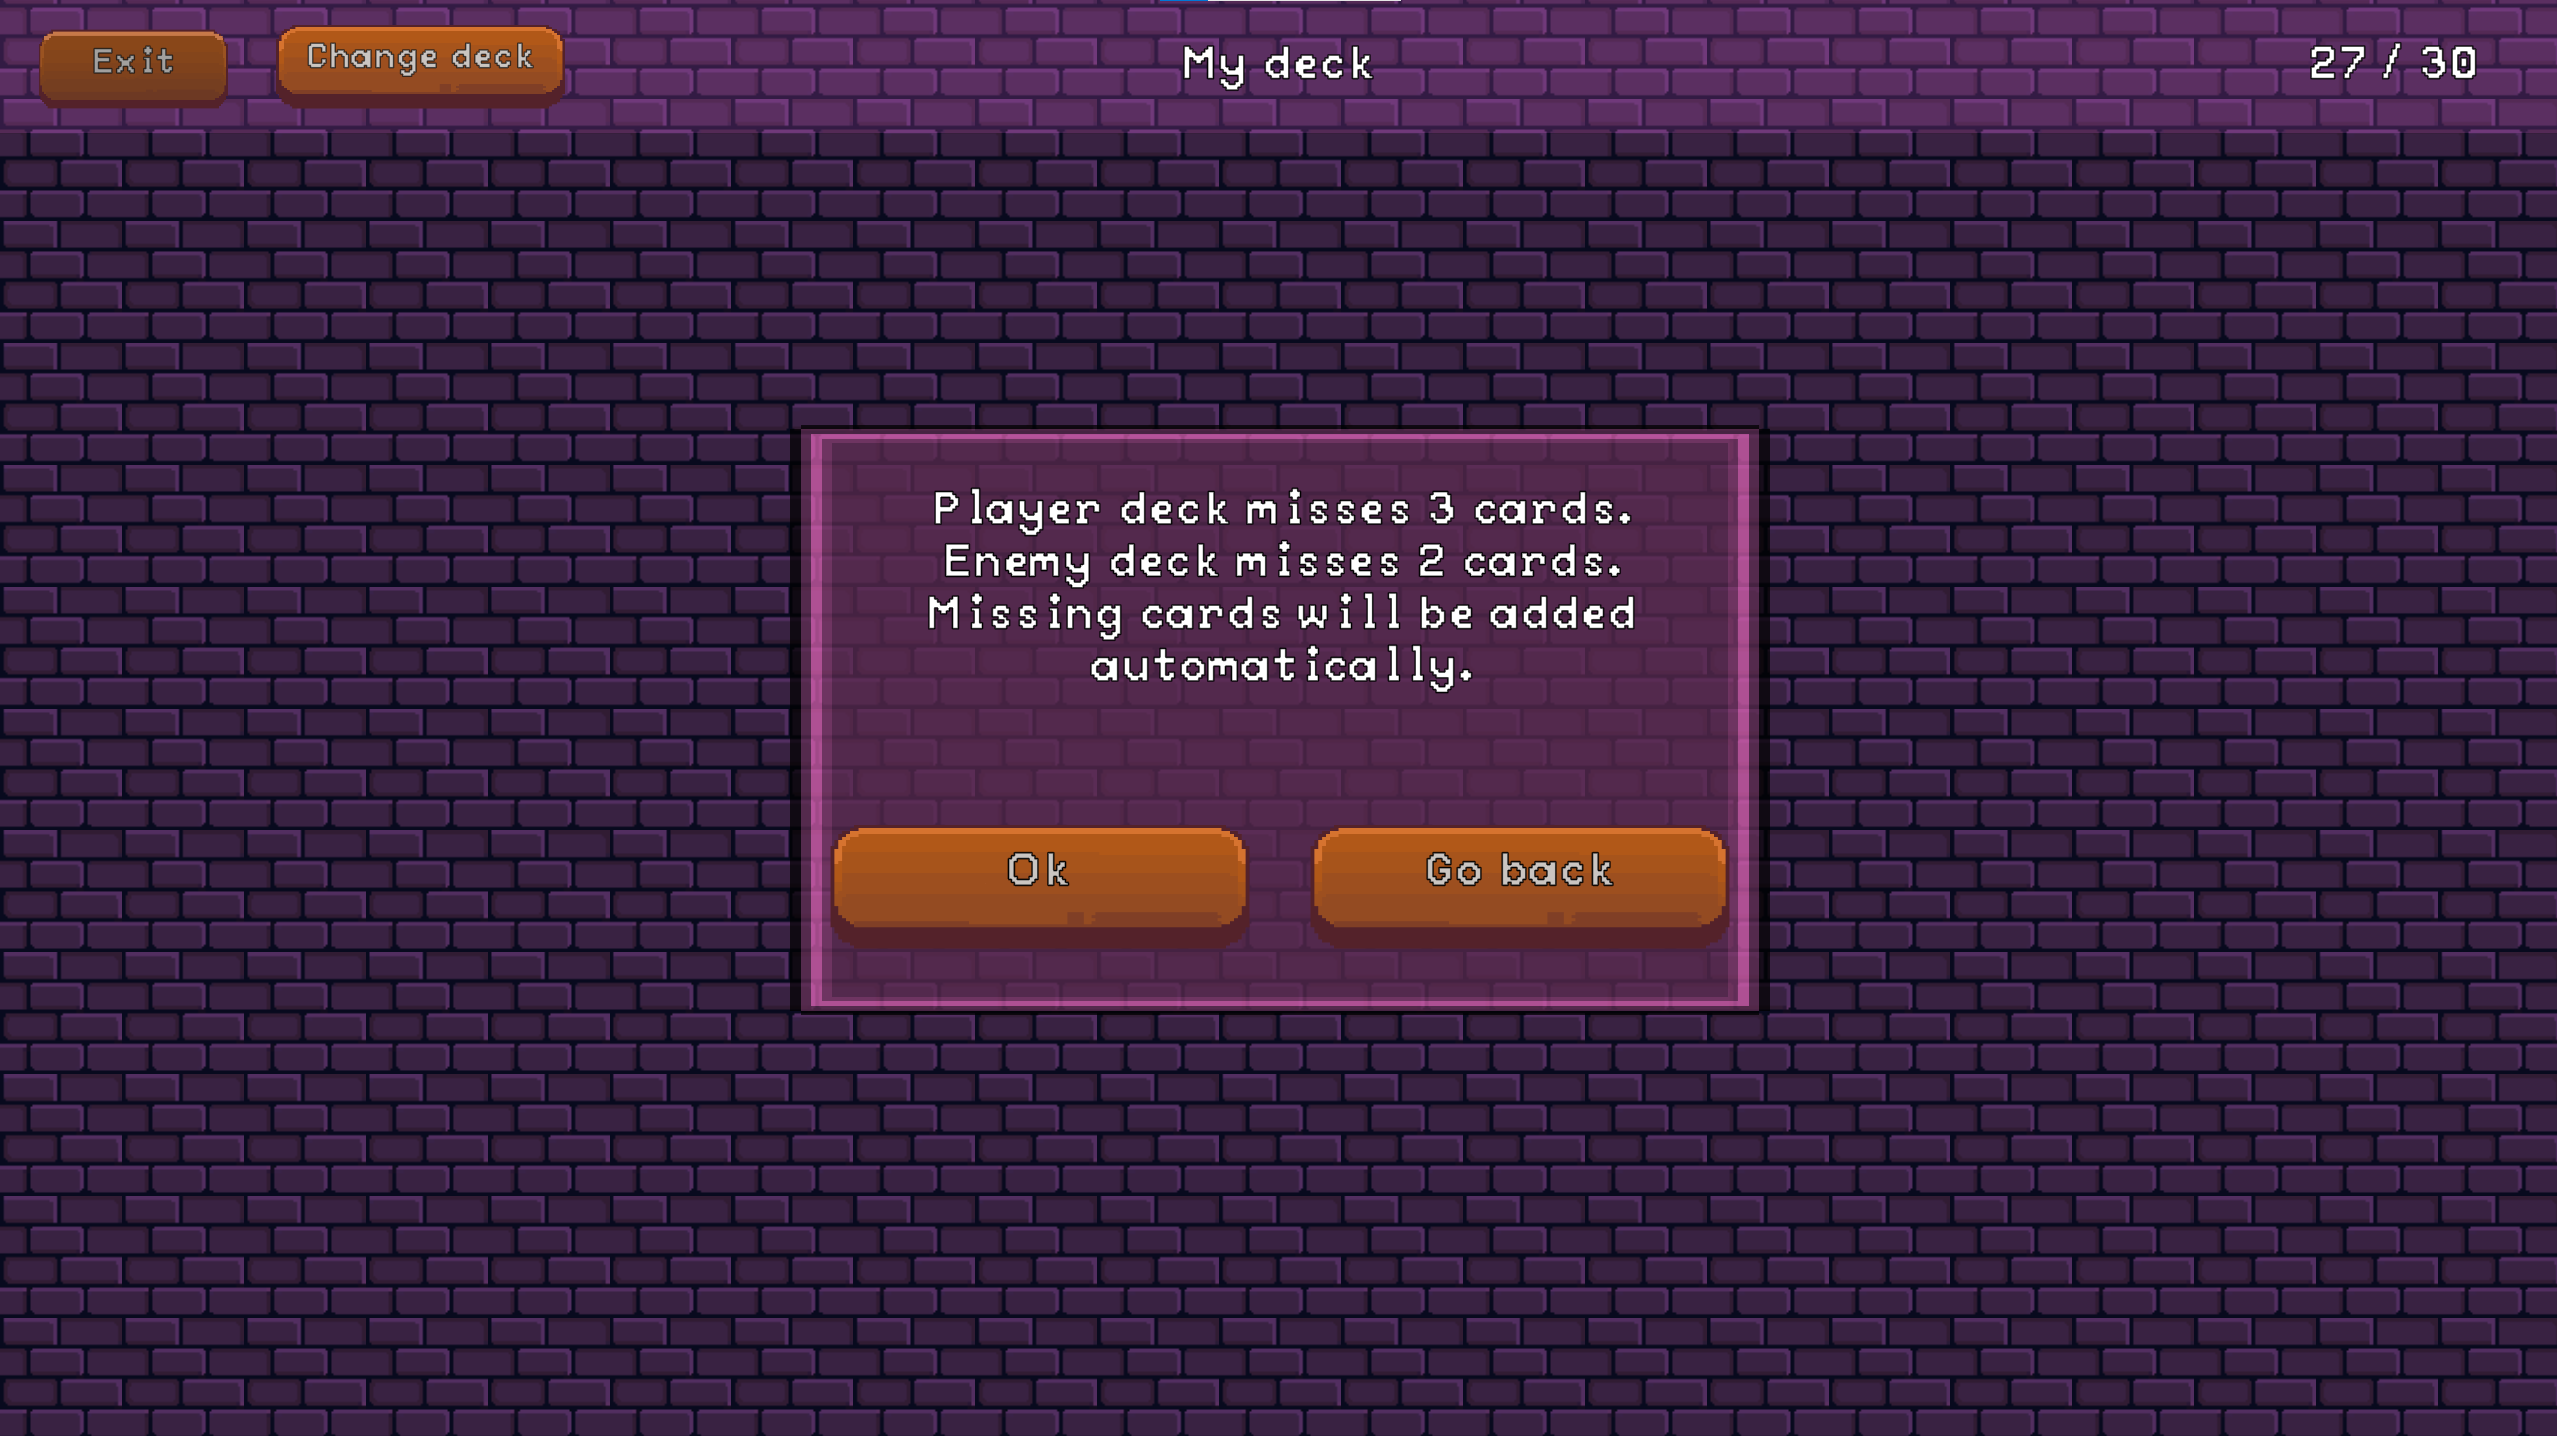 Exit
Change deck
My deck
27 / 30
Player deck misses 3 cards.
Enemy deck misses 2 cards.
Missing cards will be added
automatically.
Ok
Go back